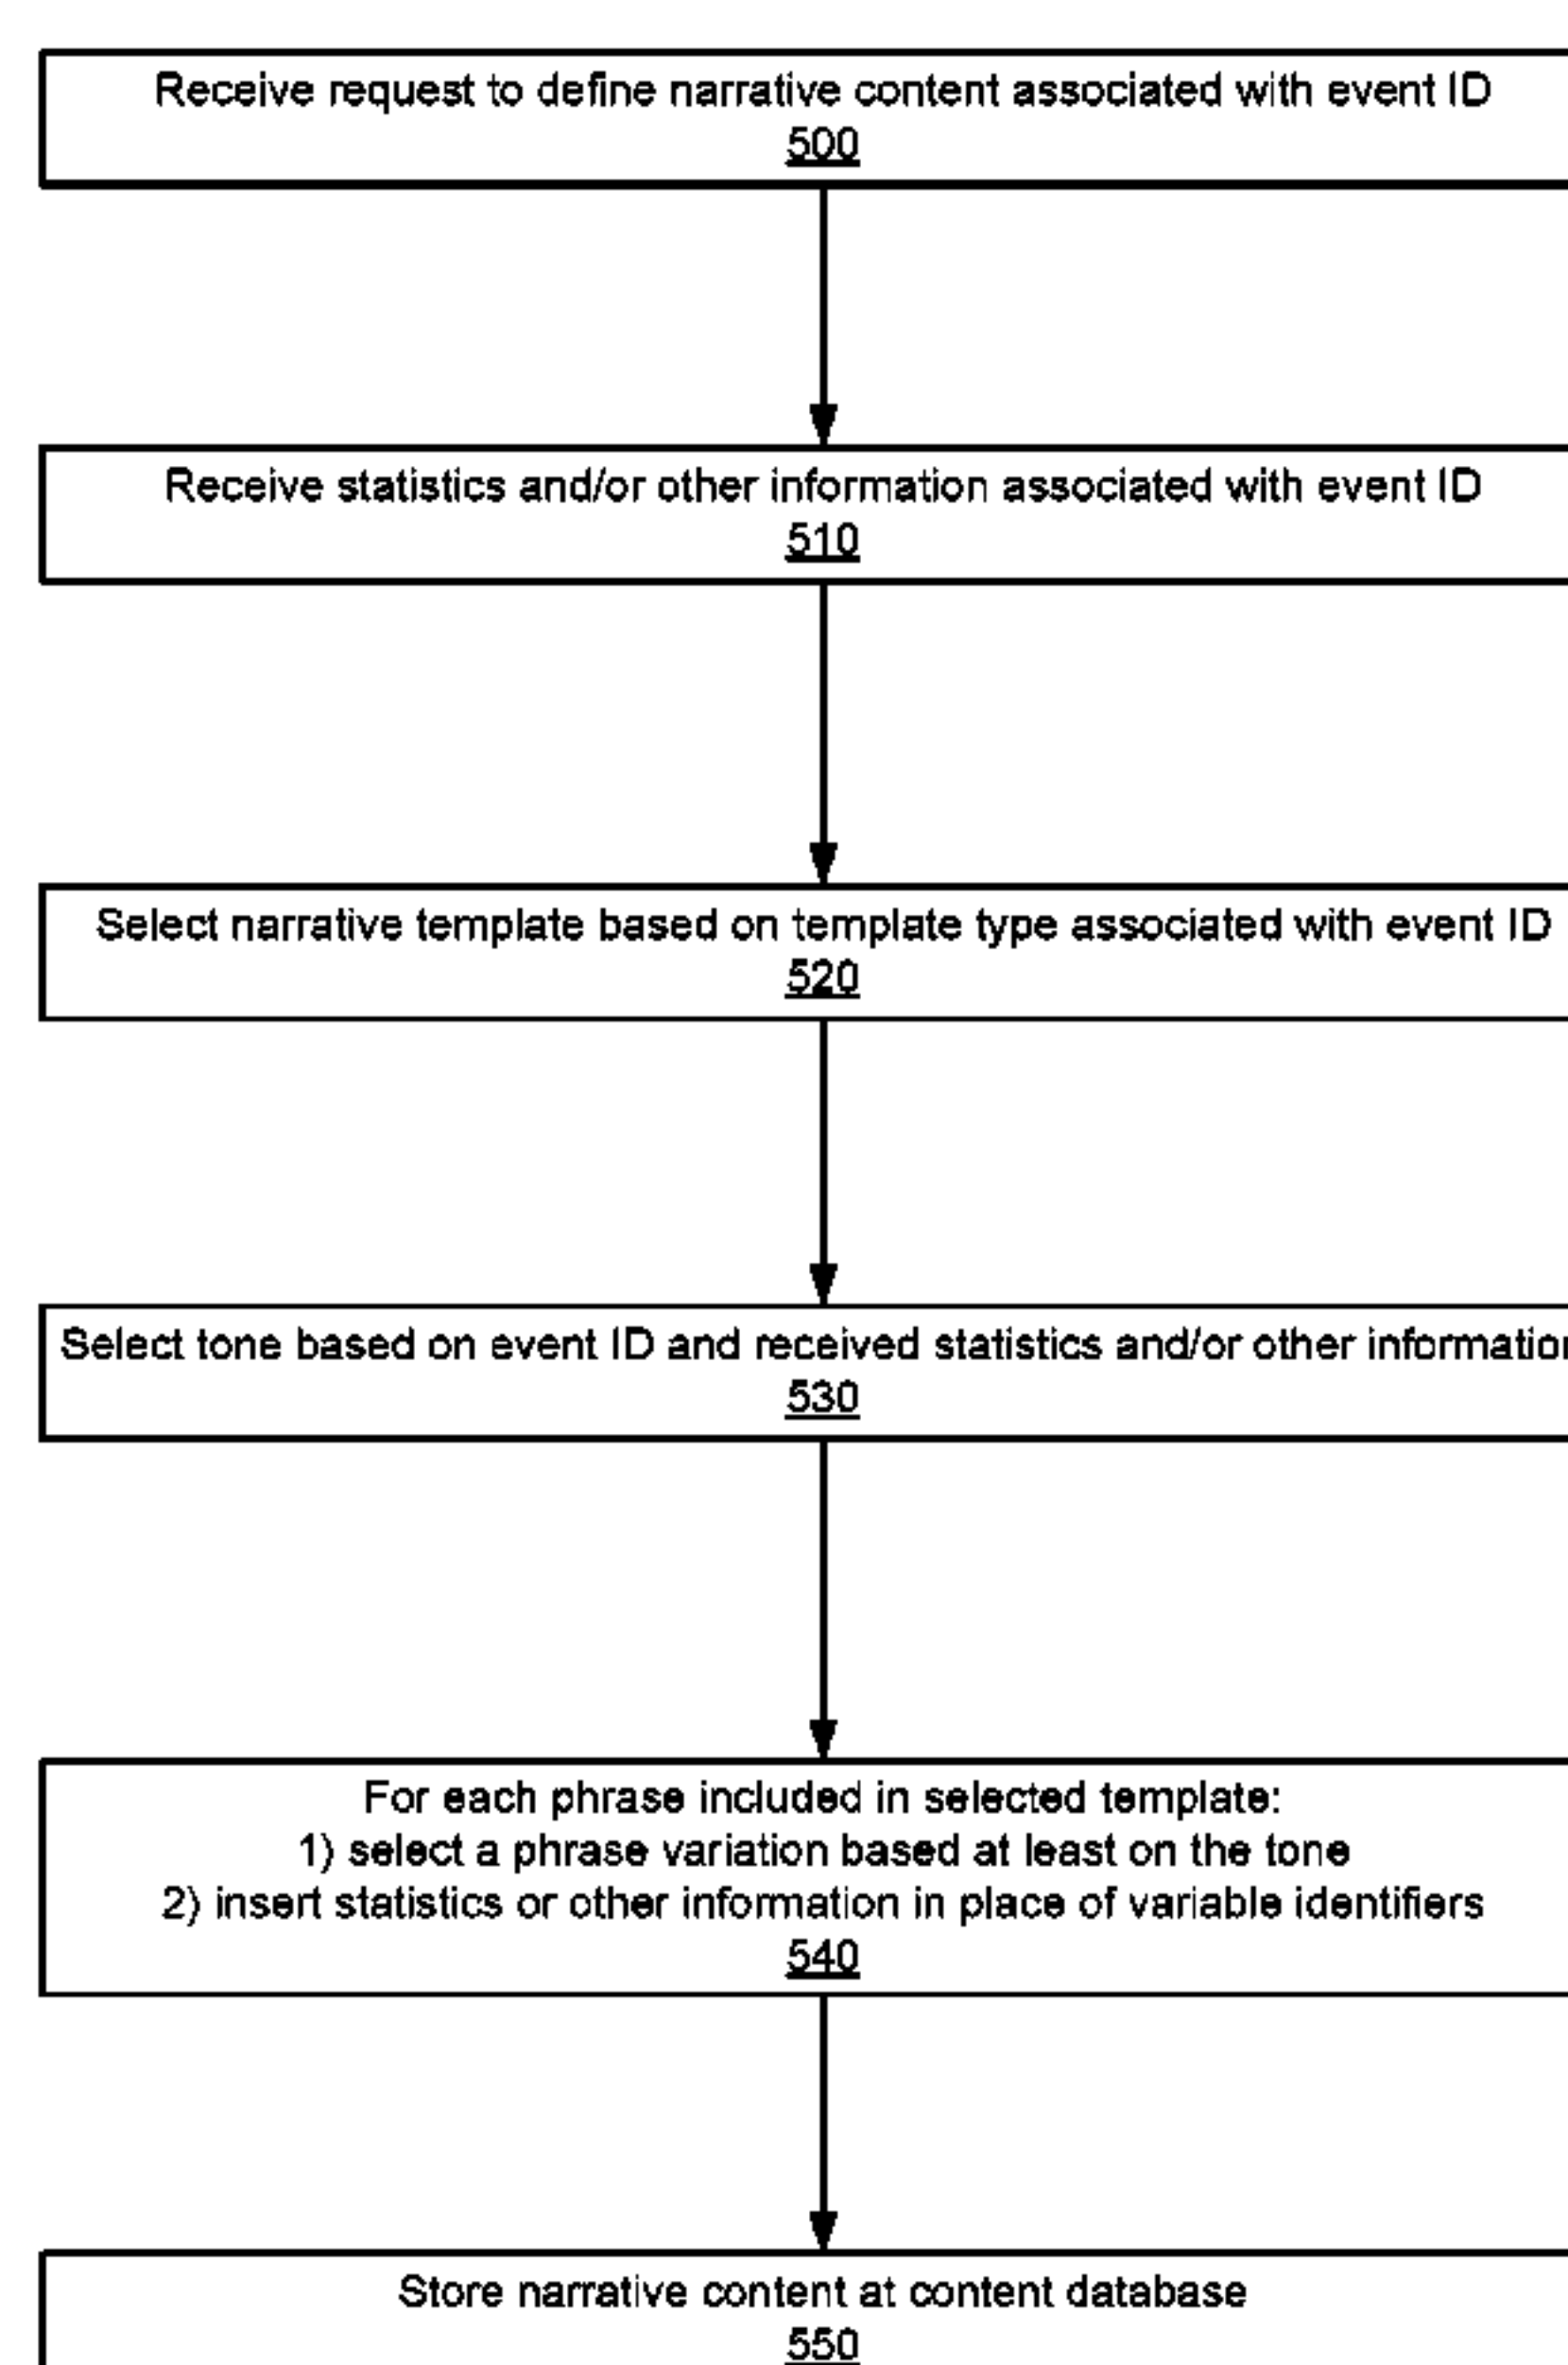 Receive request to define narrative content associated with event ID
500
Receive statistics and/or other information associated with event ID
510
Select narrative template based on template type associated with event ID
520
Select tone based on event ID and received statistics and/or other information
530
For each phrase included in selected template:
1) select a phrase variation based at least on the tone
2) insert statistics or other information in place of variable identifiers
540
Store narrative content at content database
550